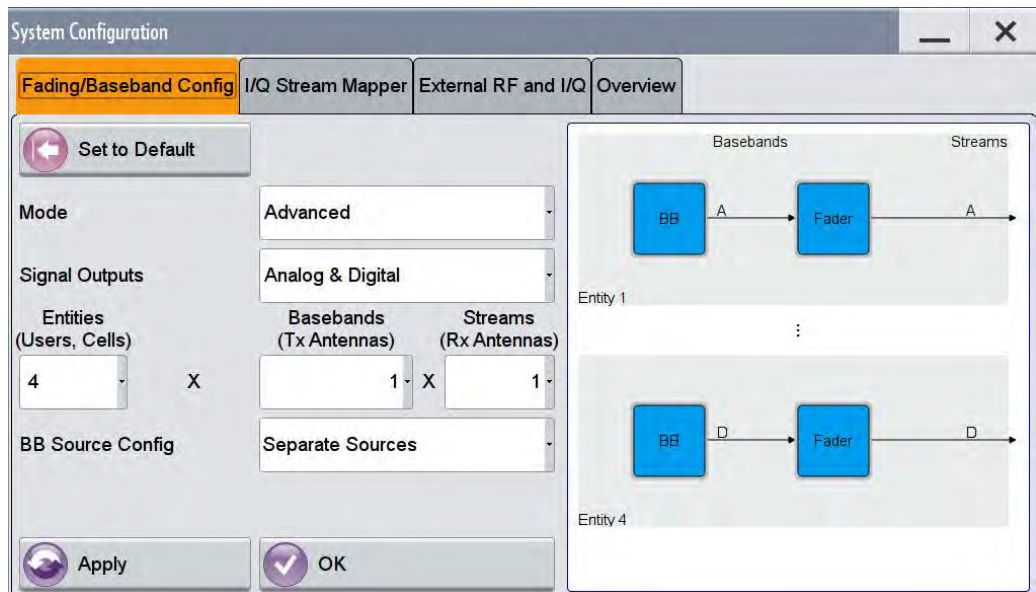 System Configuration
Fading/Baseband Config
I/Q Stream Mapper
External RF and I/Q
Overview
Set to Default
Mode
Advanced
Signal Outputs
Analog & Digital
Entities
(Users, Cells)
Basebands
(Tx Antennas)
Streams
(Rx Antennas)
4
X
1
X
1
BB Source Config
Separate Sources
Apply
OK
Basebands
Streams
BB
A
Fader
A
Entity 1
BB
D
Fader
D
Entity 4